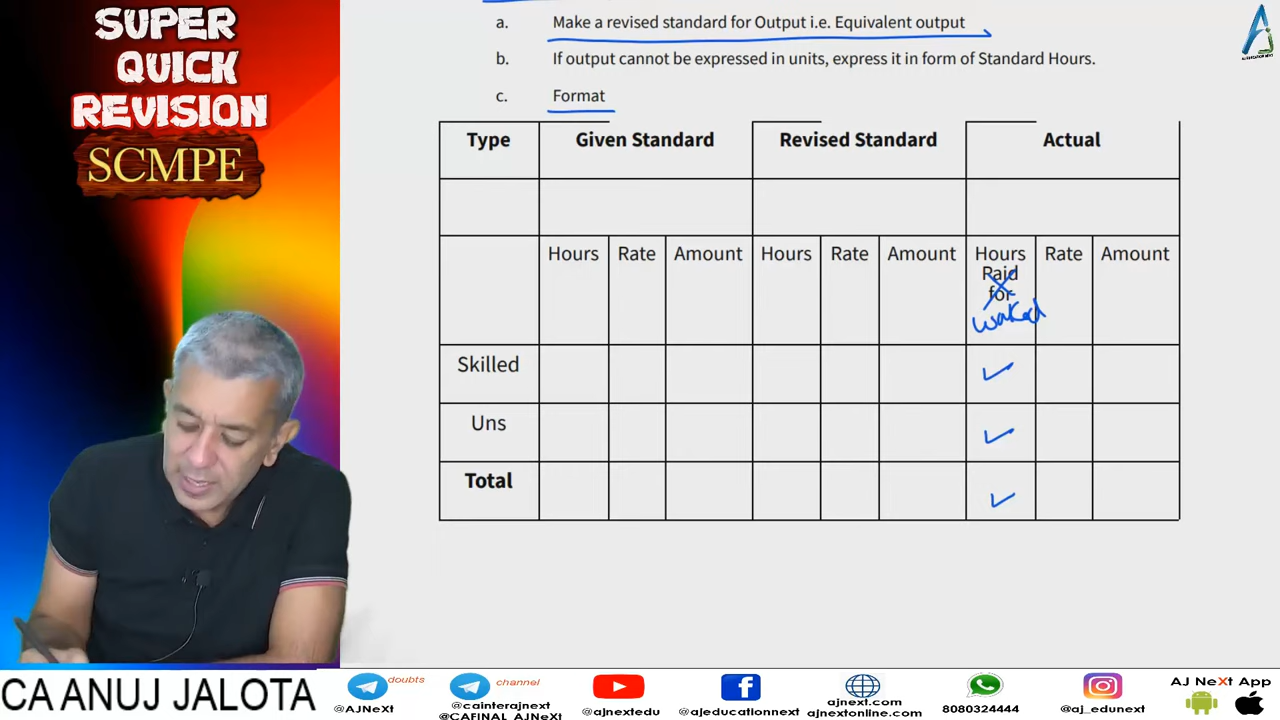 SUPER
QUICK
REVISION
SCMPE
a. Make a revised standard for Output i.e. Equivalent output
b. If output cannot be expressed in units, express it in form of Standard Hours.
c. Format
Type Given Standard Revised Standard Actual
Hours Rate Amount Hours Rate Amount Hours Paid for worked Rate Amount
Skilled
Uns
Total
CA ANUJ JALOTA
doubts
@AJNeXt
channel
@cainterajnext
@CAFINAL_AJNeXt
@ajnextedu
@ajeducationnext
ajnext.com
ajnextonline.com
8080324444
@aj_edunext
AJ NeXt App